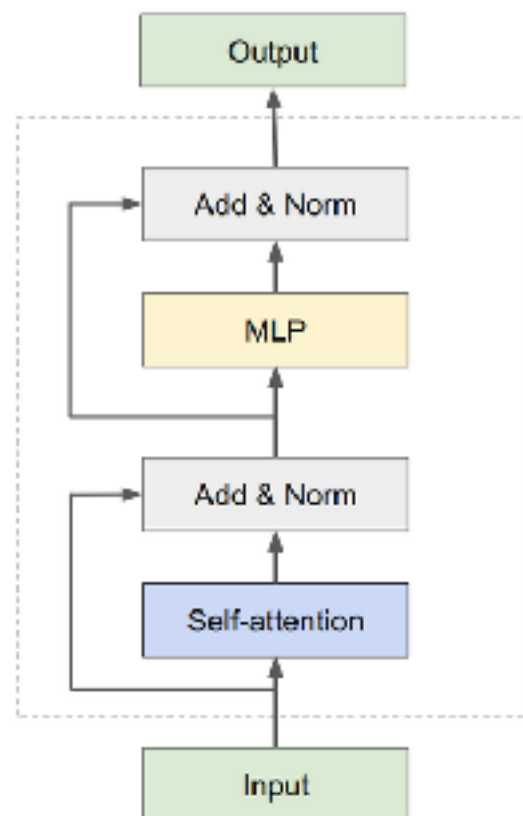 Output
Add & Norm
MLP
Add & Norm
Self-attention
Input